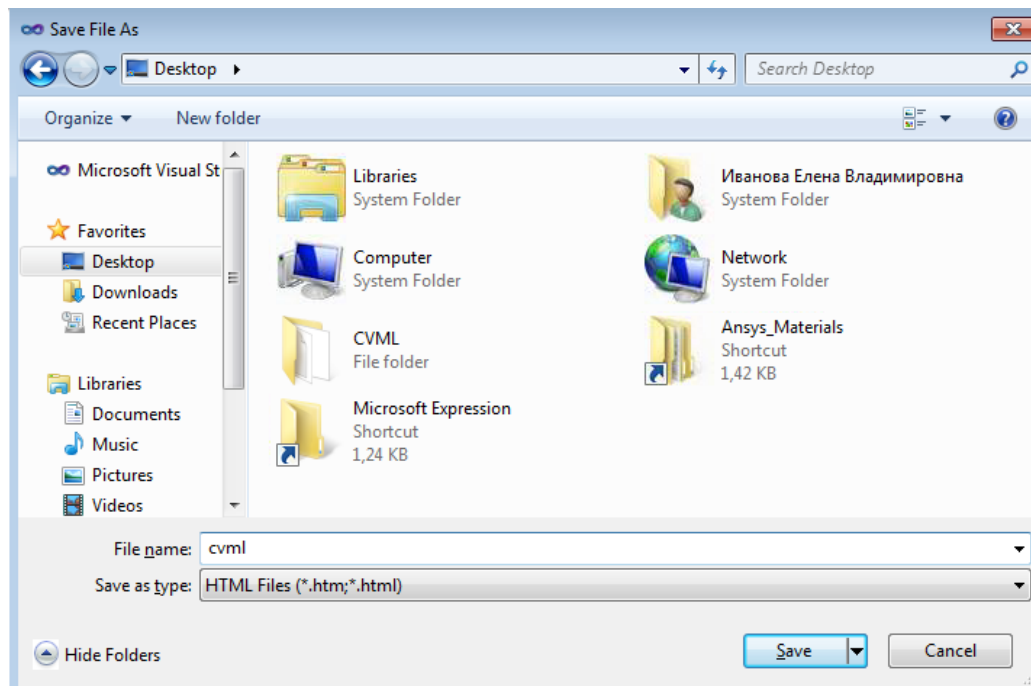 Save File As
Desktop
Search Desktop
Organize
New folder
Microsoft Visual St
Favorites
Desktop
Downloads
Recent Places
Libraries
Documents
Music
Pictures
Videos
Libraries
System Folder
Иванова Елена Владимировна
System Folder
Computer
System Folder
Network
System Folder
CVML
File folder
Ansys_Materials
Shortcut
1,42 KB
Microsoft Expression
Shortcut
1,24 KB
File name: cvml
Save as type: HTML Files (*.htm;*.html)
Hide Folders
Save
Cancel